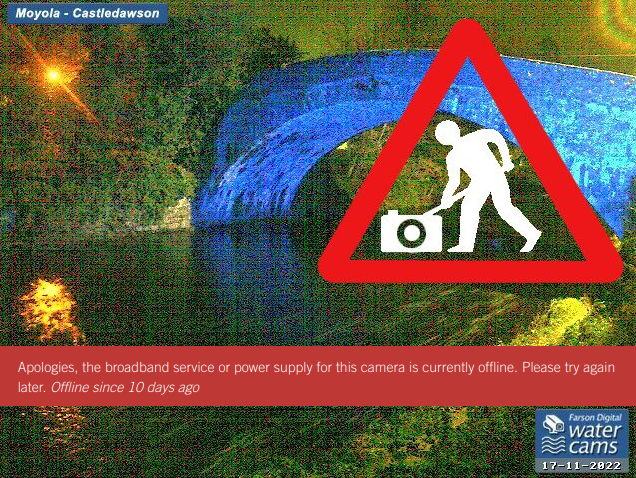 Moyola - Castledawson
Apologies, the broadband service or power supply for this camera is currently offline. Please try again
later. Offline since 10 days ago
Farson Digital
water
cams
17-11-2022